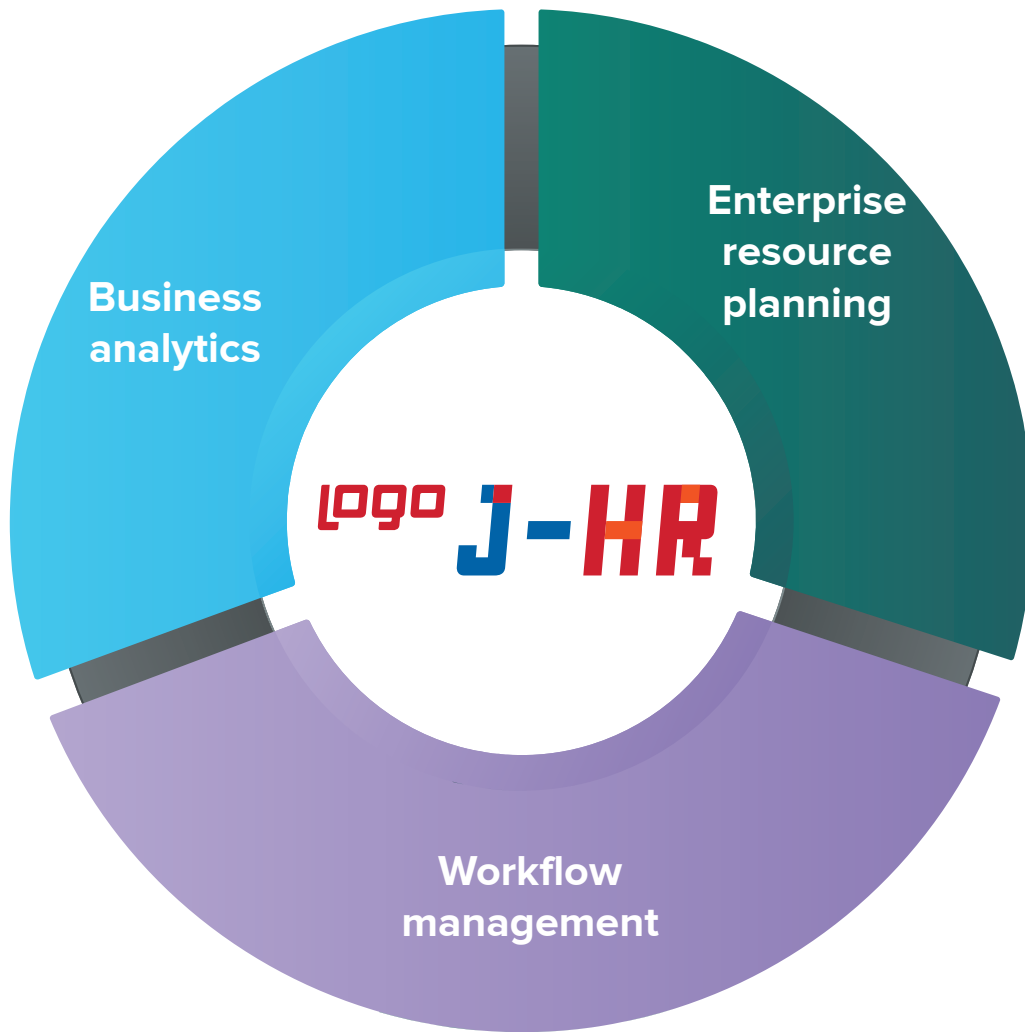 Enterprise
resource
planning
Business
analytics
Logo J-HR
Workflow
management